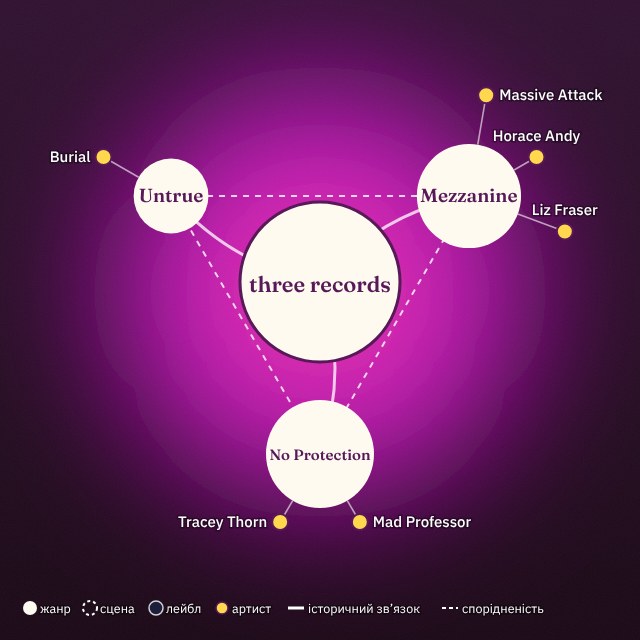 Massive Attack
Horace Andy
Burial
Untrue
Mezzanine
Liz Fraser
three records
No Protection
Tracey Thorn
Mad Professor
жанр сцена лейбл артист історичний зв’язок спорідненість